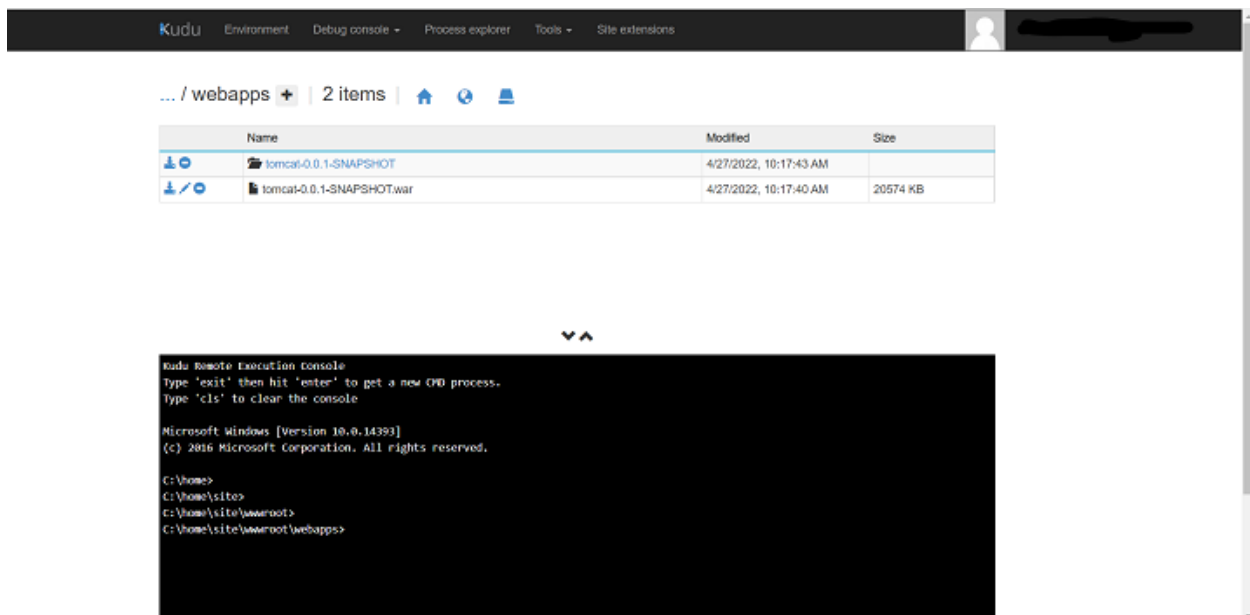 Kudu Environment Debug console Process explorer Tools Site extensions
... / webapps + | 2 items |
Name Modified Size
tomcat-0.0.1-SNAPSHOT 4/27/2022, 10:17:43 AM
tomcat-0.0.1-SNAPSHOT.war 4/27/2022, 10:17:40 AM 20574 KB
Kudu Remote Execution Console
Type 'exit' then hit 'enter' to get a new CMD process.
Type 'cls' to clear the console
Microsoft Windows [Version 10.0.14393]
(c) 2016 Microsoft Corporation. All rights reserved.
C:\home>
C:\home\site>
C:\home\site\wwwroot>
C:\home\site\wwwroot\webapps>